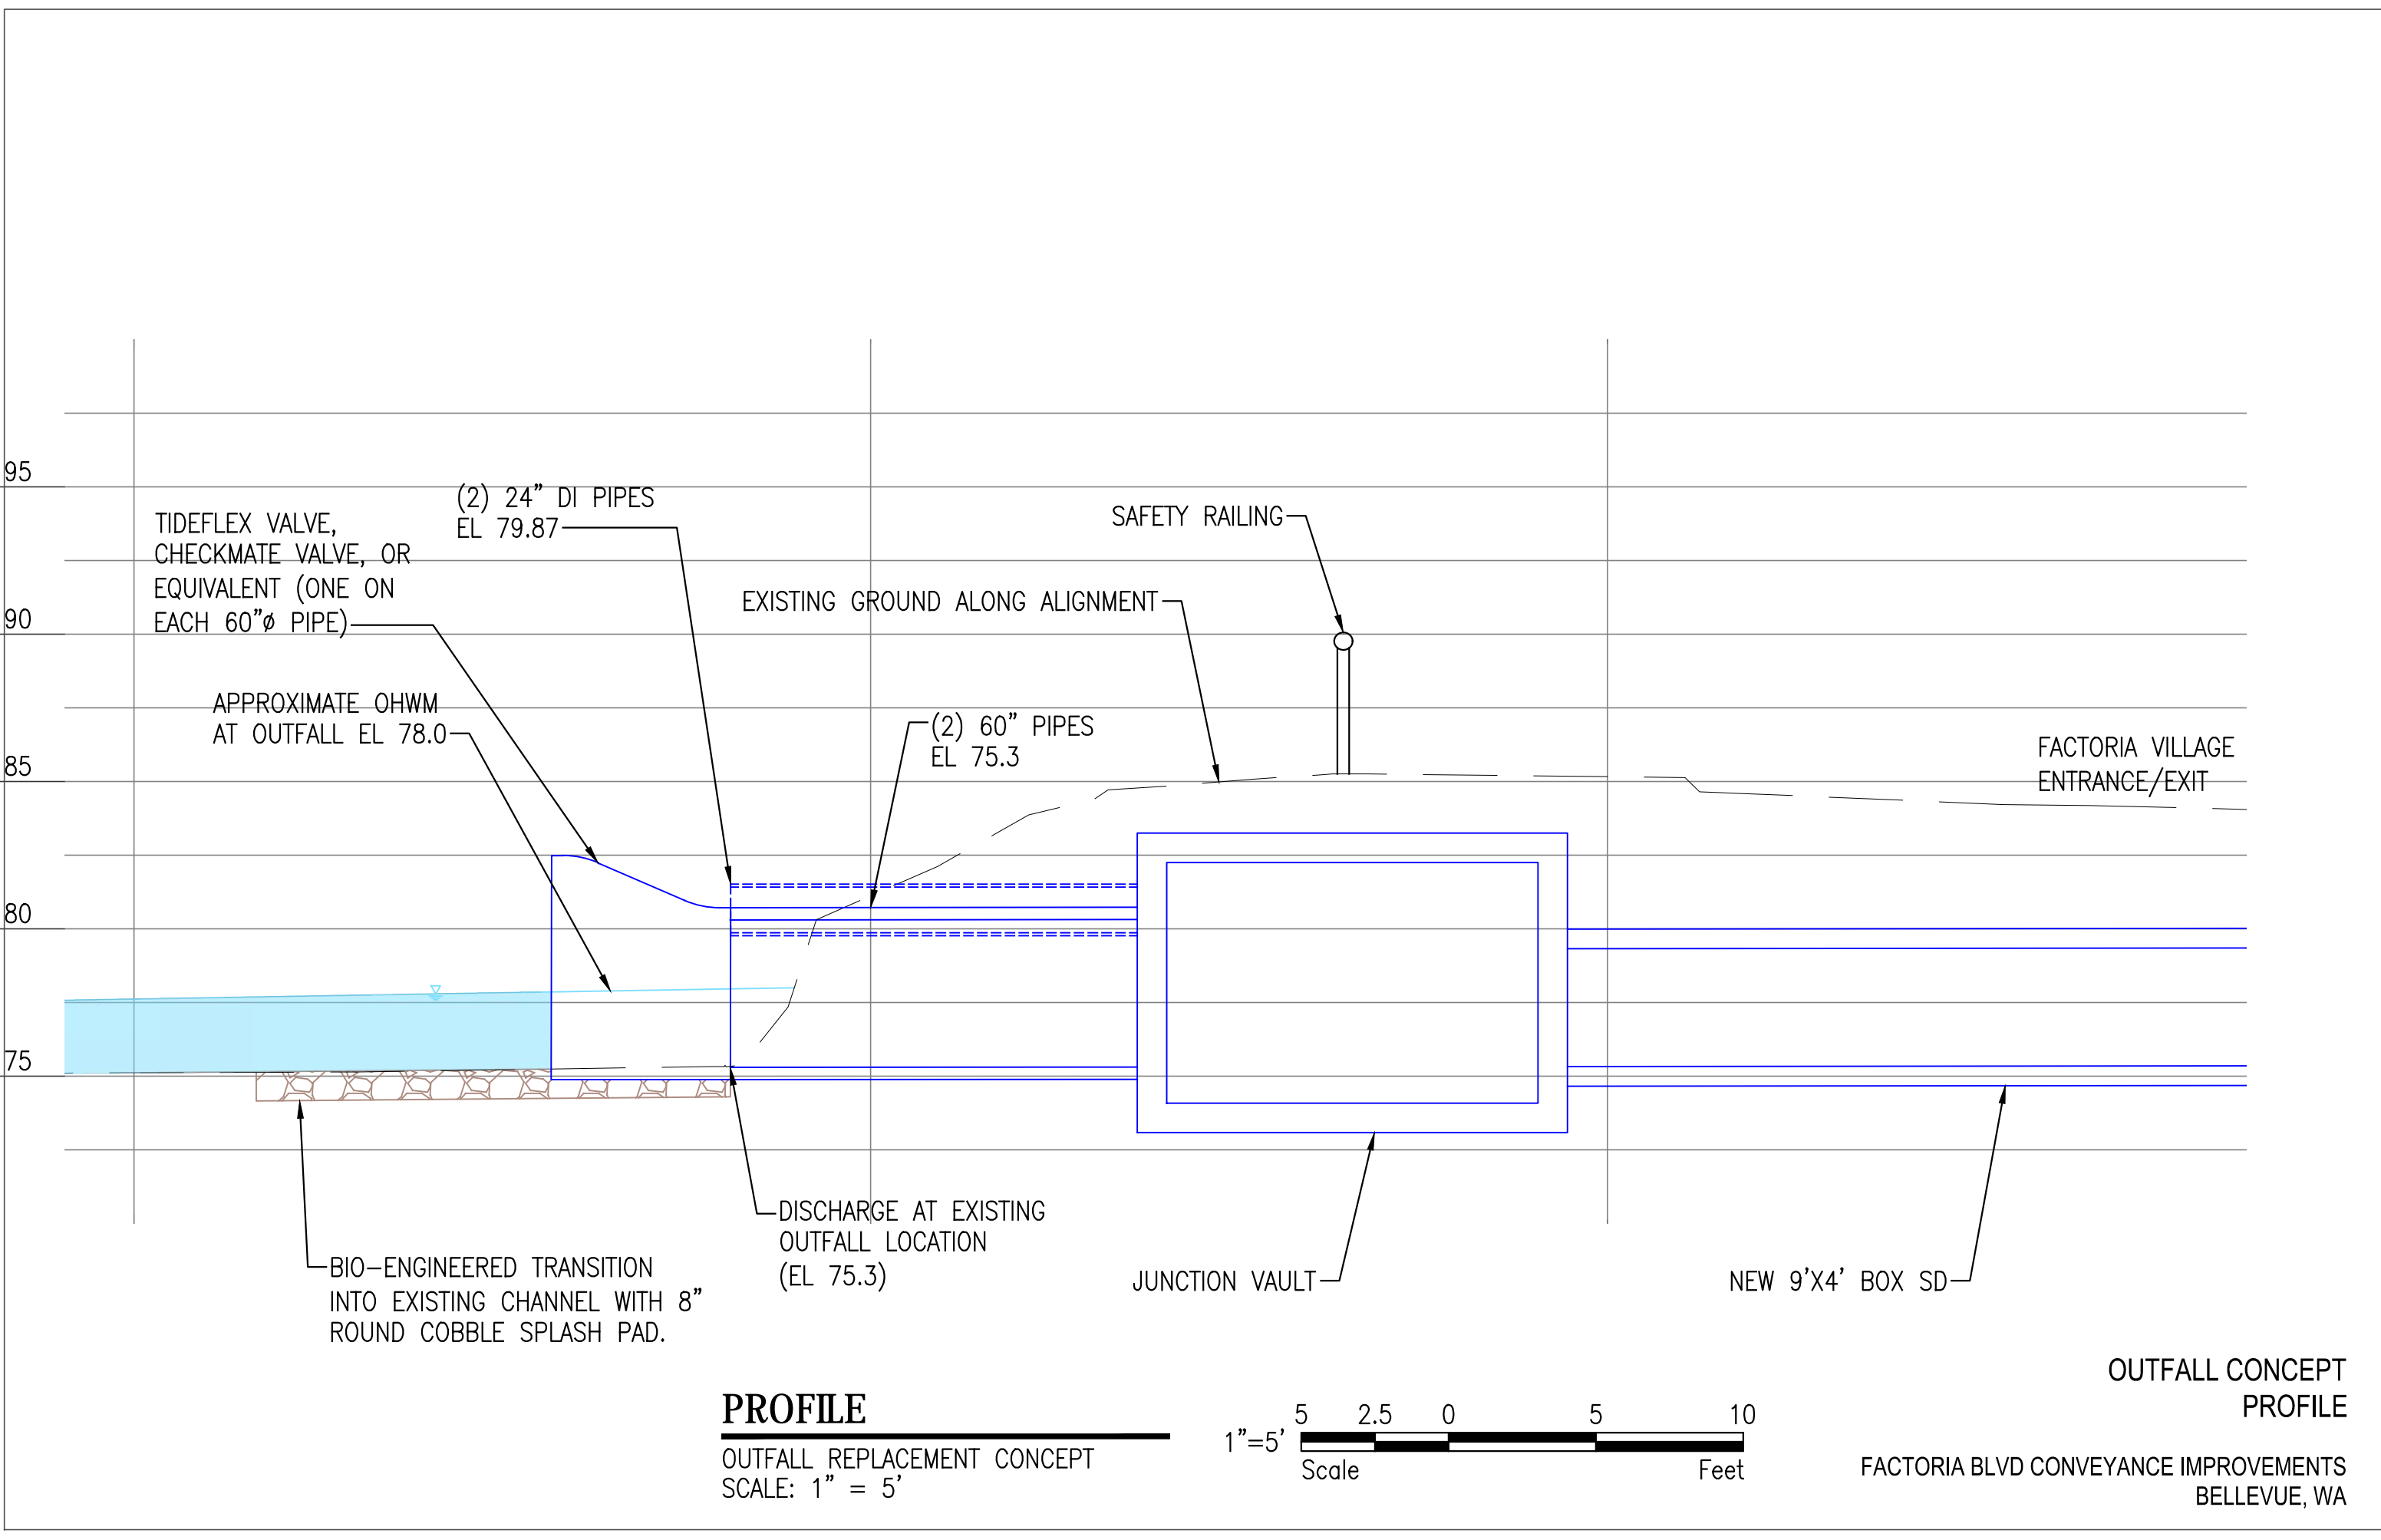 95
90
85
80
75
(2) 24" DI PIPES
EL 79.87
TIDEFLEX VALVE,
CHECKMATE VALVE, OR
EQUIVALENT (ONE ON
EACH 60"ø PIPE)
SAFETY RAILING
EXISTING GROUND ALONG ALIGNMENT
APPROXIMATE OHWM
AT OUTFALL EL 78.0
(2) 60" PIPES
EL 75.3
FACTORIA VILLAGE
ENTRANCE/EXIT
DISCHARGE AT EXISTING
OUTFALL LOCATION
(EL 75.3)
BIO-ENGINEERED TRANSITION
INTO EXISTING CHANNEL WITH 8"
ROUND COBBLE SPLASH PAD.
JUNCTION VAULT
NEW 9'X4' BOX SD
PROFILE
OUTFALL REPLACEMENT CONCEPT
SCALE: 1" = 5'
5 2.5 0 5 10
1"=5'
Scale Feet
OUTFALL CONCEPT
PROFILE
FACTORIA BLVD CONVEYANCE IMPROVEMENTS
BELLEVUE, WA